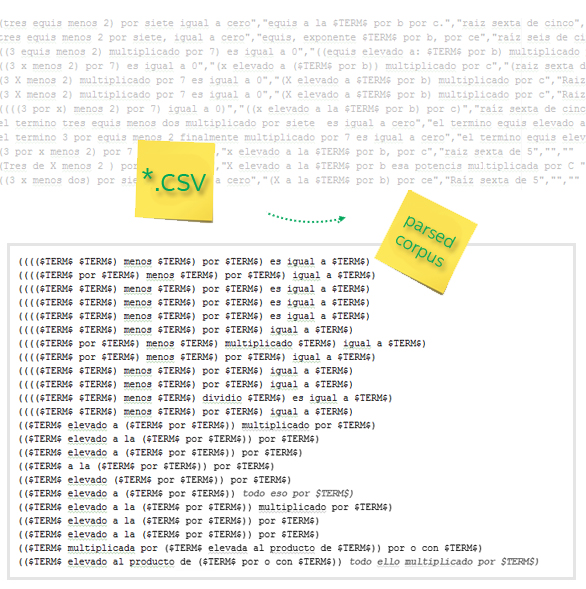 (tres equis menos 2) por siete igual a cero","equis a la $TERM$ por b por c.","raiz sexta de cinco",
tres equis menos 2 por siete, igual a cero","equis, exponente $TERM$ por b, por ce","raiz seis de ci
((3 equis menos 2) multiplicado por 7) es igual a 0","((equis elevado a: $TERM$ por b) multiplicado
((3 x menos 2) por 7) es igual a 0","(x elevado a ($TERM$ por b)) multiplicado por c","(raiz sexta d
(3 X menos 2) multiplicado por 7 es igual a 0","(X elevado a $TERM$ por b) multiplicado por c","Raiz
(3 X menos 2) multiplicado por 7 es igual a 0","(X elevado a $TERM$ por b) multiplicado por c","Raiz
((((3 por x) menos 2) por 7) igual a 0)","((x elevado a la $TERM$ por b) por c)","raiz sexta de cinco
el termino tres equis menos dos multiplicado por siete es igual a cero","el termino equis elevado a
el termino 3 por equis menos 2 finalmente multiplicado por 7 es igual a cero","el termino equis elev
(3 por x menos 2) por 7 "x elevado a la $TERM$ por b, por c","raiz de 5","",""
(Tres de X menos 2 ) por "X elevado a la $TERM$ por b esa potencis multiplicada por C "
((3 x menos dos) por sie a cero","(X a la $TERM$ por b) por ce","Raiz sexta de 5","",""
*.csv
parsed
corpus
(((($TERM$ $TERM$) menos $TERM$) por $TERM$) es igual a $TERM$)
(((($TERM$ por $TERM$) menos $TERM$) por $TERM$) igual a $TERM$)
(((($TERM$ $TERM$) menos $TERM$) por $TERM$) es igual a $TERM$)
(((($TERM$ $TERM$) menos $TERM$) por $TERM$) es igual a $TERM$)
(((($TERM$ $TERM$) menos $TERM$) por $TERM$) es igual a $TERM$)
(((($TERM$ $TERM$) menos $TERM$) por $TERM$) igual a $TERM$)
(((($TERM$ por $TERM$) menos $TERM$) multiplicado $TERM$) igual a $TERM$)
(((($TERM$ por $TERM$) menos $TERM$) por $TERM$) igual a $TERM$)
(((($TERM$ $TERM$) menos $TERM$) por $TERM$) igual a $TERM$)
(((($TERM$ $TERM$) menos $TERM$) por $TERM$) igual a $TERM$)
(((($TERM$ $TERM$) menos $TERM$) dividio $TERM$) es igual a $TERM$)
(((($TERM$ $TERM$) menos $TERM$) por $TERM$) igual a $TERM$)
(($TERM$ elevado a ($TERM$ por $TERM$)) multiplicado por $TERM$)
(($TERM$ elevado a la ($TERM$ por $TERM$)) por $TERM$)
(($TERM$ elevado a ($TERM$ por $TERM$)) por $TERM$)
(($TERM$ a la ($TERM$ por $TERM$)) por $TERM$)
(($TERM$ elevado ($TERM$ por $TERM$)) por $TERM$)
(($TERM$ elevado a ($TERM$ por $TERM$)) todo eso por $TERM$)
(($TERM$ elevado a la ($TERM$ por $TERM$)) multiplicado por $TERM$)
(($TERM$ elevado a la ($TERM$ por $TERM$)) por $TERM$)
(($TERM$ elevado a la ($TERM$ por $TERM$)) por $TERM$)
(($TERM$ multiplicada por ($TERM$ elevada al producto de $TERM$)) por o con $TERM$)
(($TERM$ elevado al producto de ($TERM$ por o con $TERM$)) todo ello multiplicado por $TERM$)